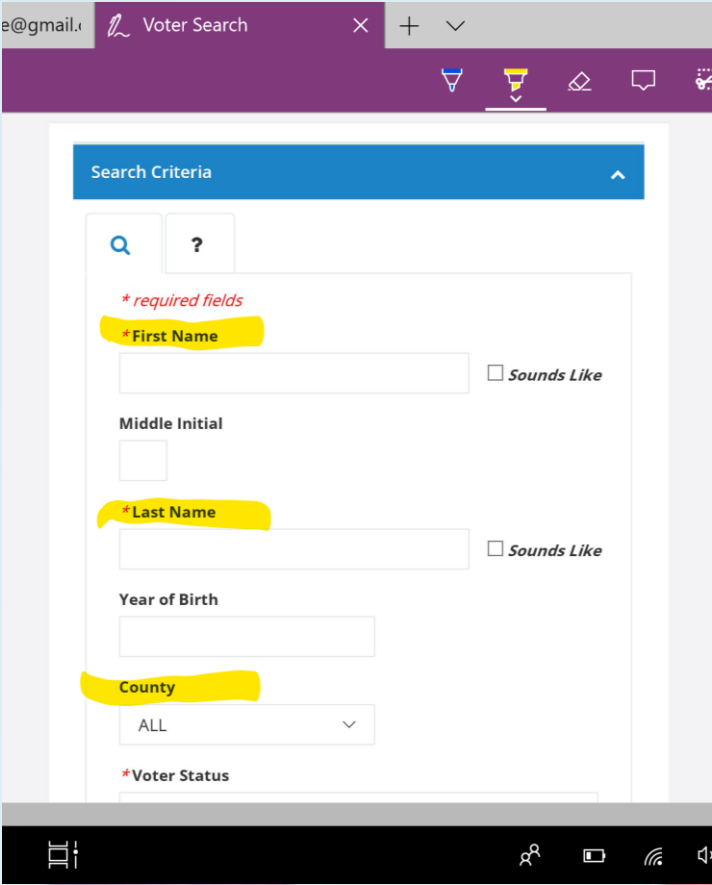 e@gmail.
Voter Search
Search Criteria
?
* required fields
*First Name
Sounds Like
Middle Initial
*Last Name
Sounds Like
Year of Birth
County
ALL
*Voter Status